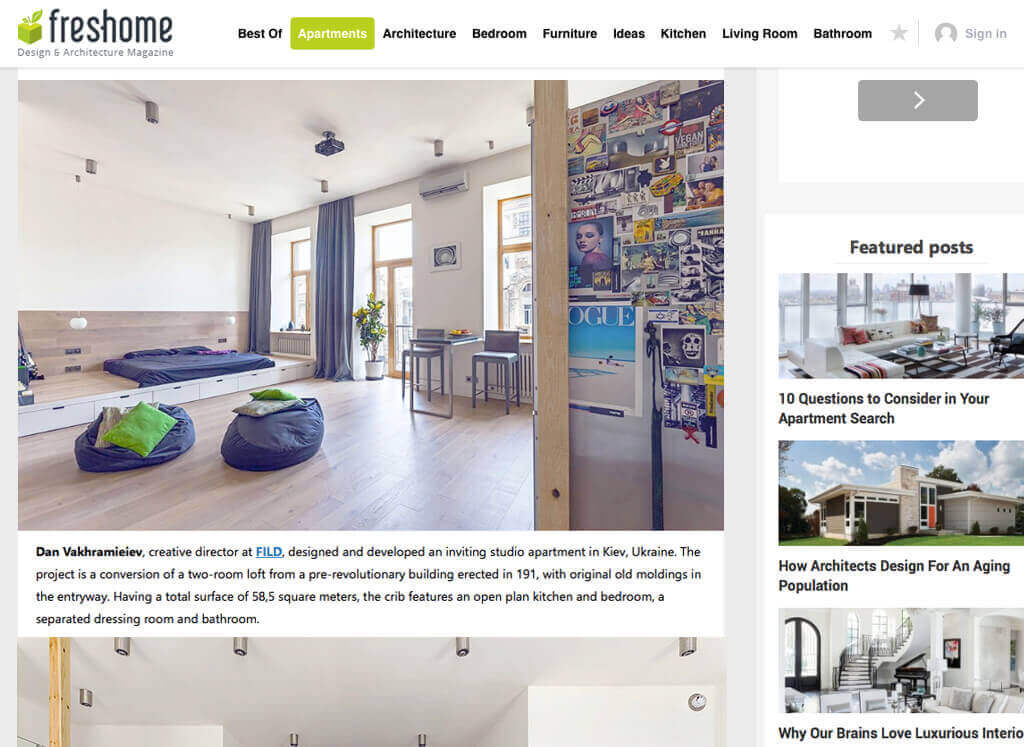 freshome
Design & Architecture Magazine
Best Of Apartments Architecture Bedroom Furniture Ideas Kitchen Living Room Bathroom Sign in
VEGAN
VOGUE
Dan Vakhramieiev, creative director at FILD, designed and developed an inviting studio apartment in Kiev, Ukraine. The
project is a conversion of a two-room loft from a pre-revolutionary building erected in 191, with original old moldings in
the entryway. Having a total surface of 58,5 square meters, the crib features an open plan kitchen and bedroom, a
separated dressing room and bathroom.
Featured posts
10 Questions to Consider in Your
Apartment Search
How Architects Design For An Aging
Population
Why Our Brains Love Luxurious Interio